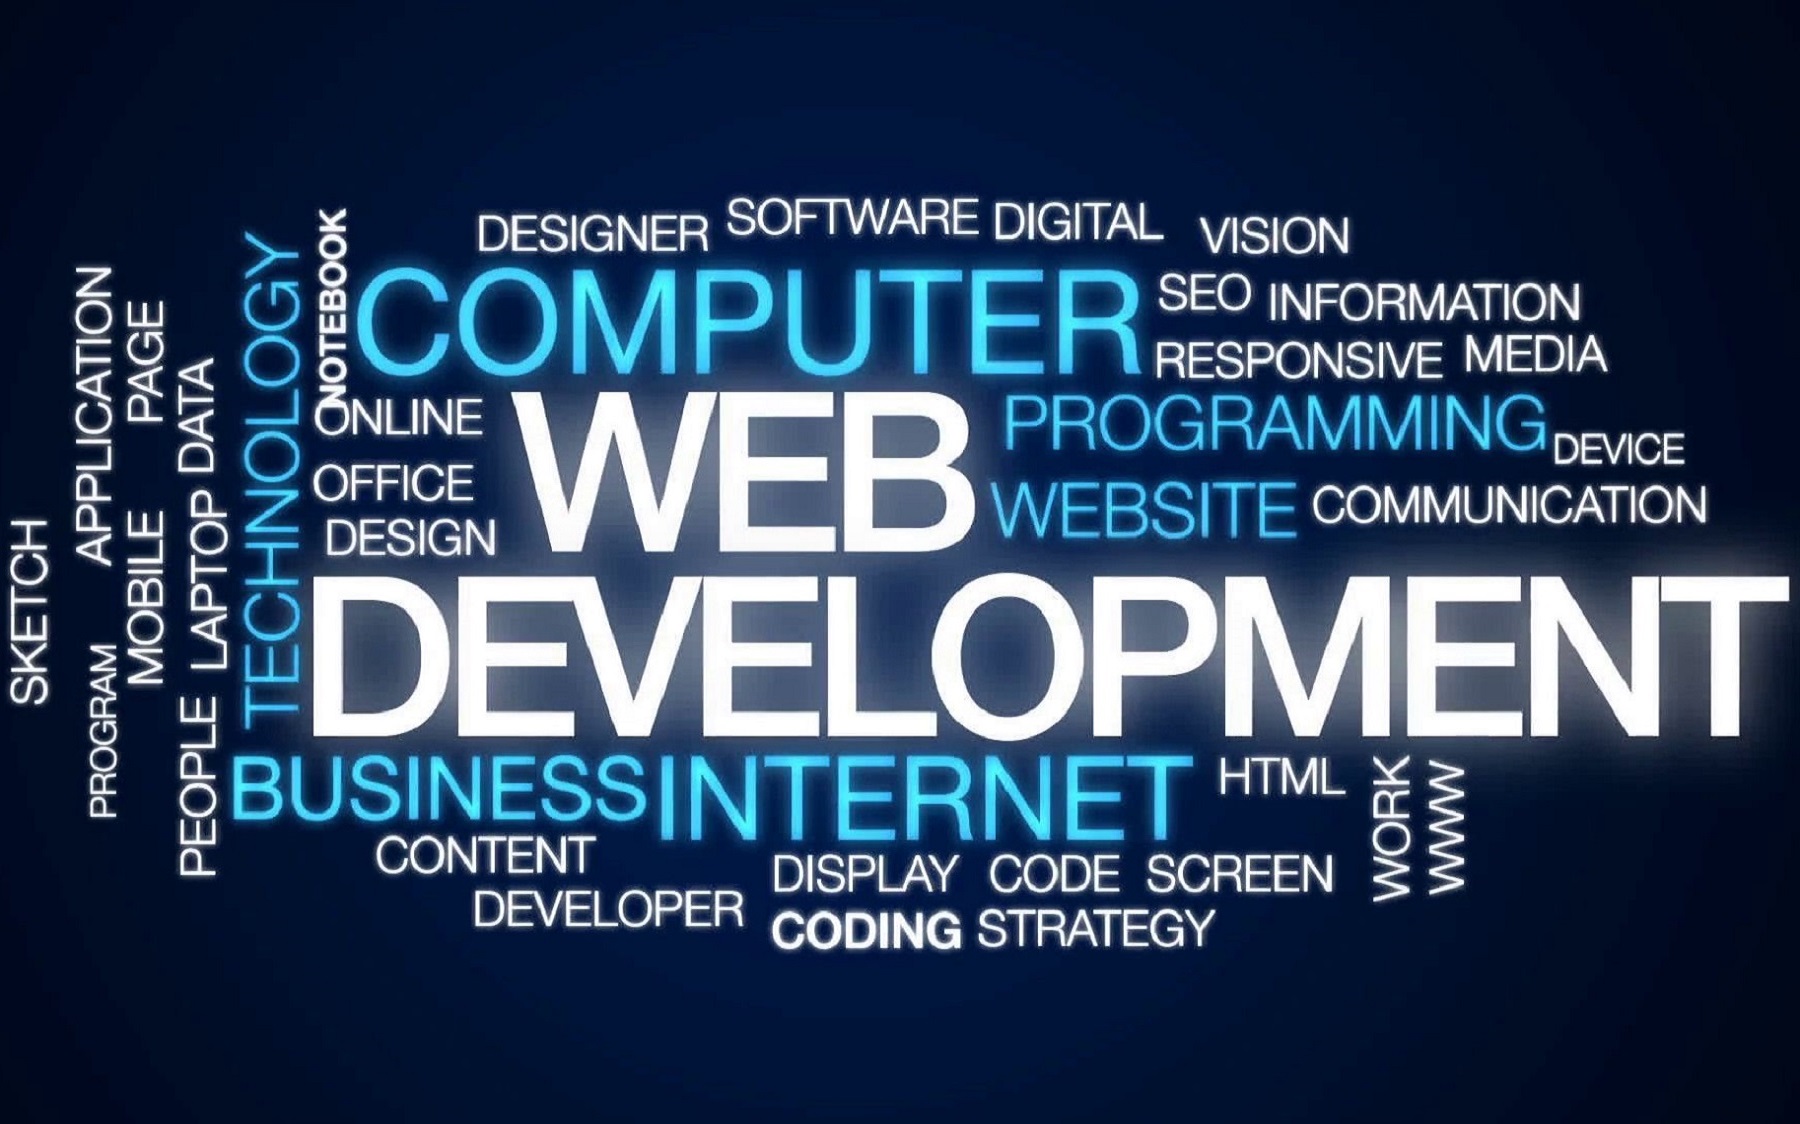 DESIGNER SOFTWARE DIGITAL VISION
COMPUTER
SEO INFORMATION
RESPONSIVE MEDIA
ONLINE
WEB
PROGRAMMING
DEVICE
OFFICE
WEBSITE COMMUNICATION
DESIGN
DEVELOPMENT
BUSINESS INTERNET
HTML
CONTENT
DISPLAY CODE SCREEN
DEVELOPER
CODING STRATEGY
SKETCH
APPLICATION
PROGRAM
PAGE
MOBILE
DATA
LAPTOP
PEOPLE
TECHNOLOGY
NOTEBOOK
WORK
WWW